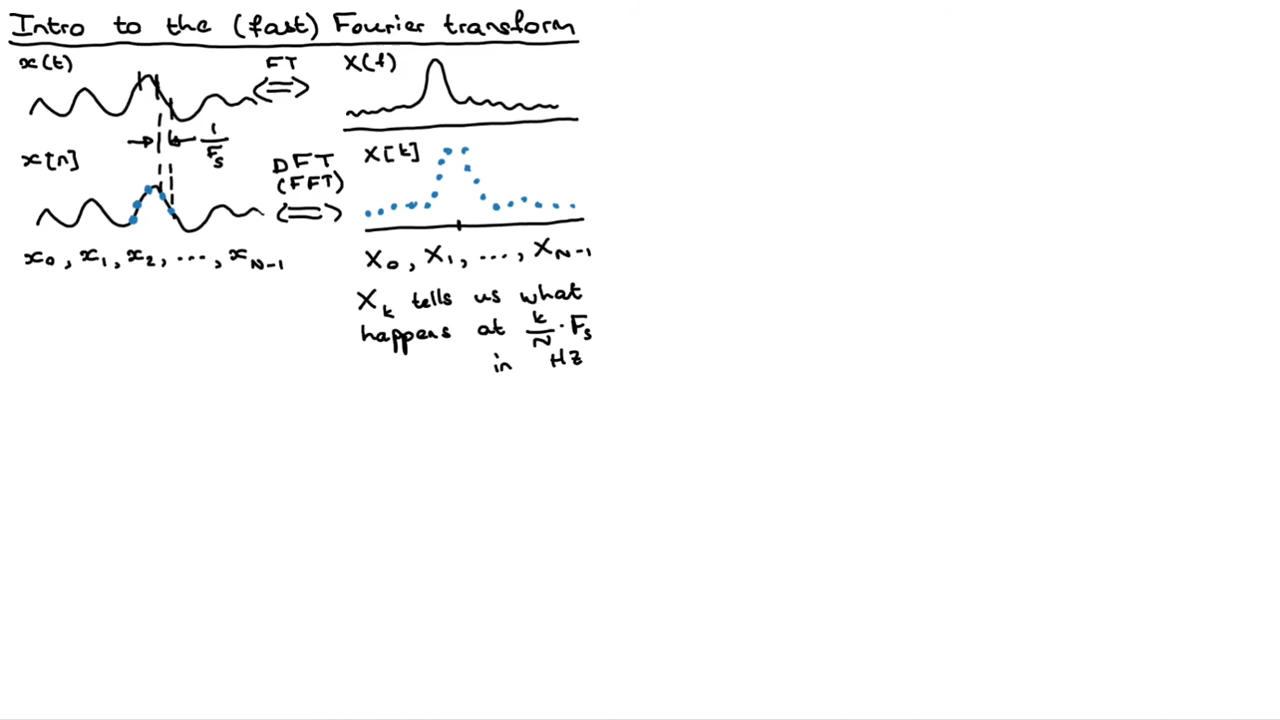 Intro to the (fast) Fourier transform
x(t)
FT
X(f)
1/Fs
x[n]
DFT
(FFT)
X[k]
x0, x1, x2, ..., xN-1
X0, X1, ..., XN-1
Xk tells us what
happens at k/N · Fs
in Hz